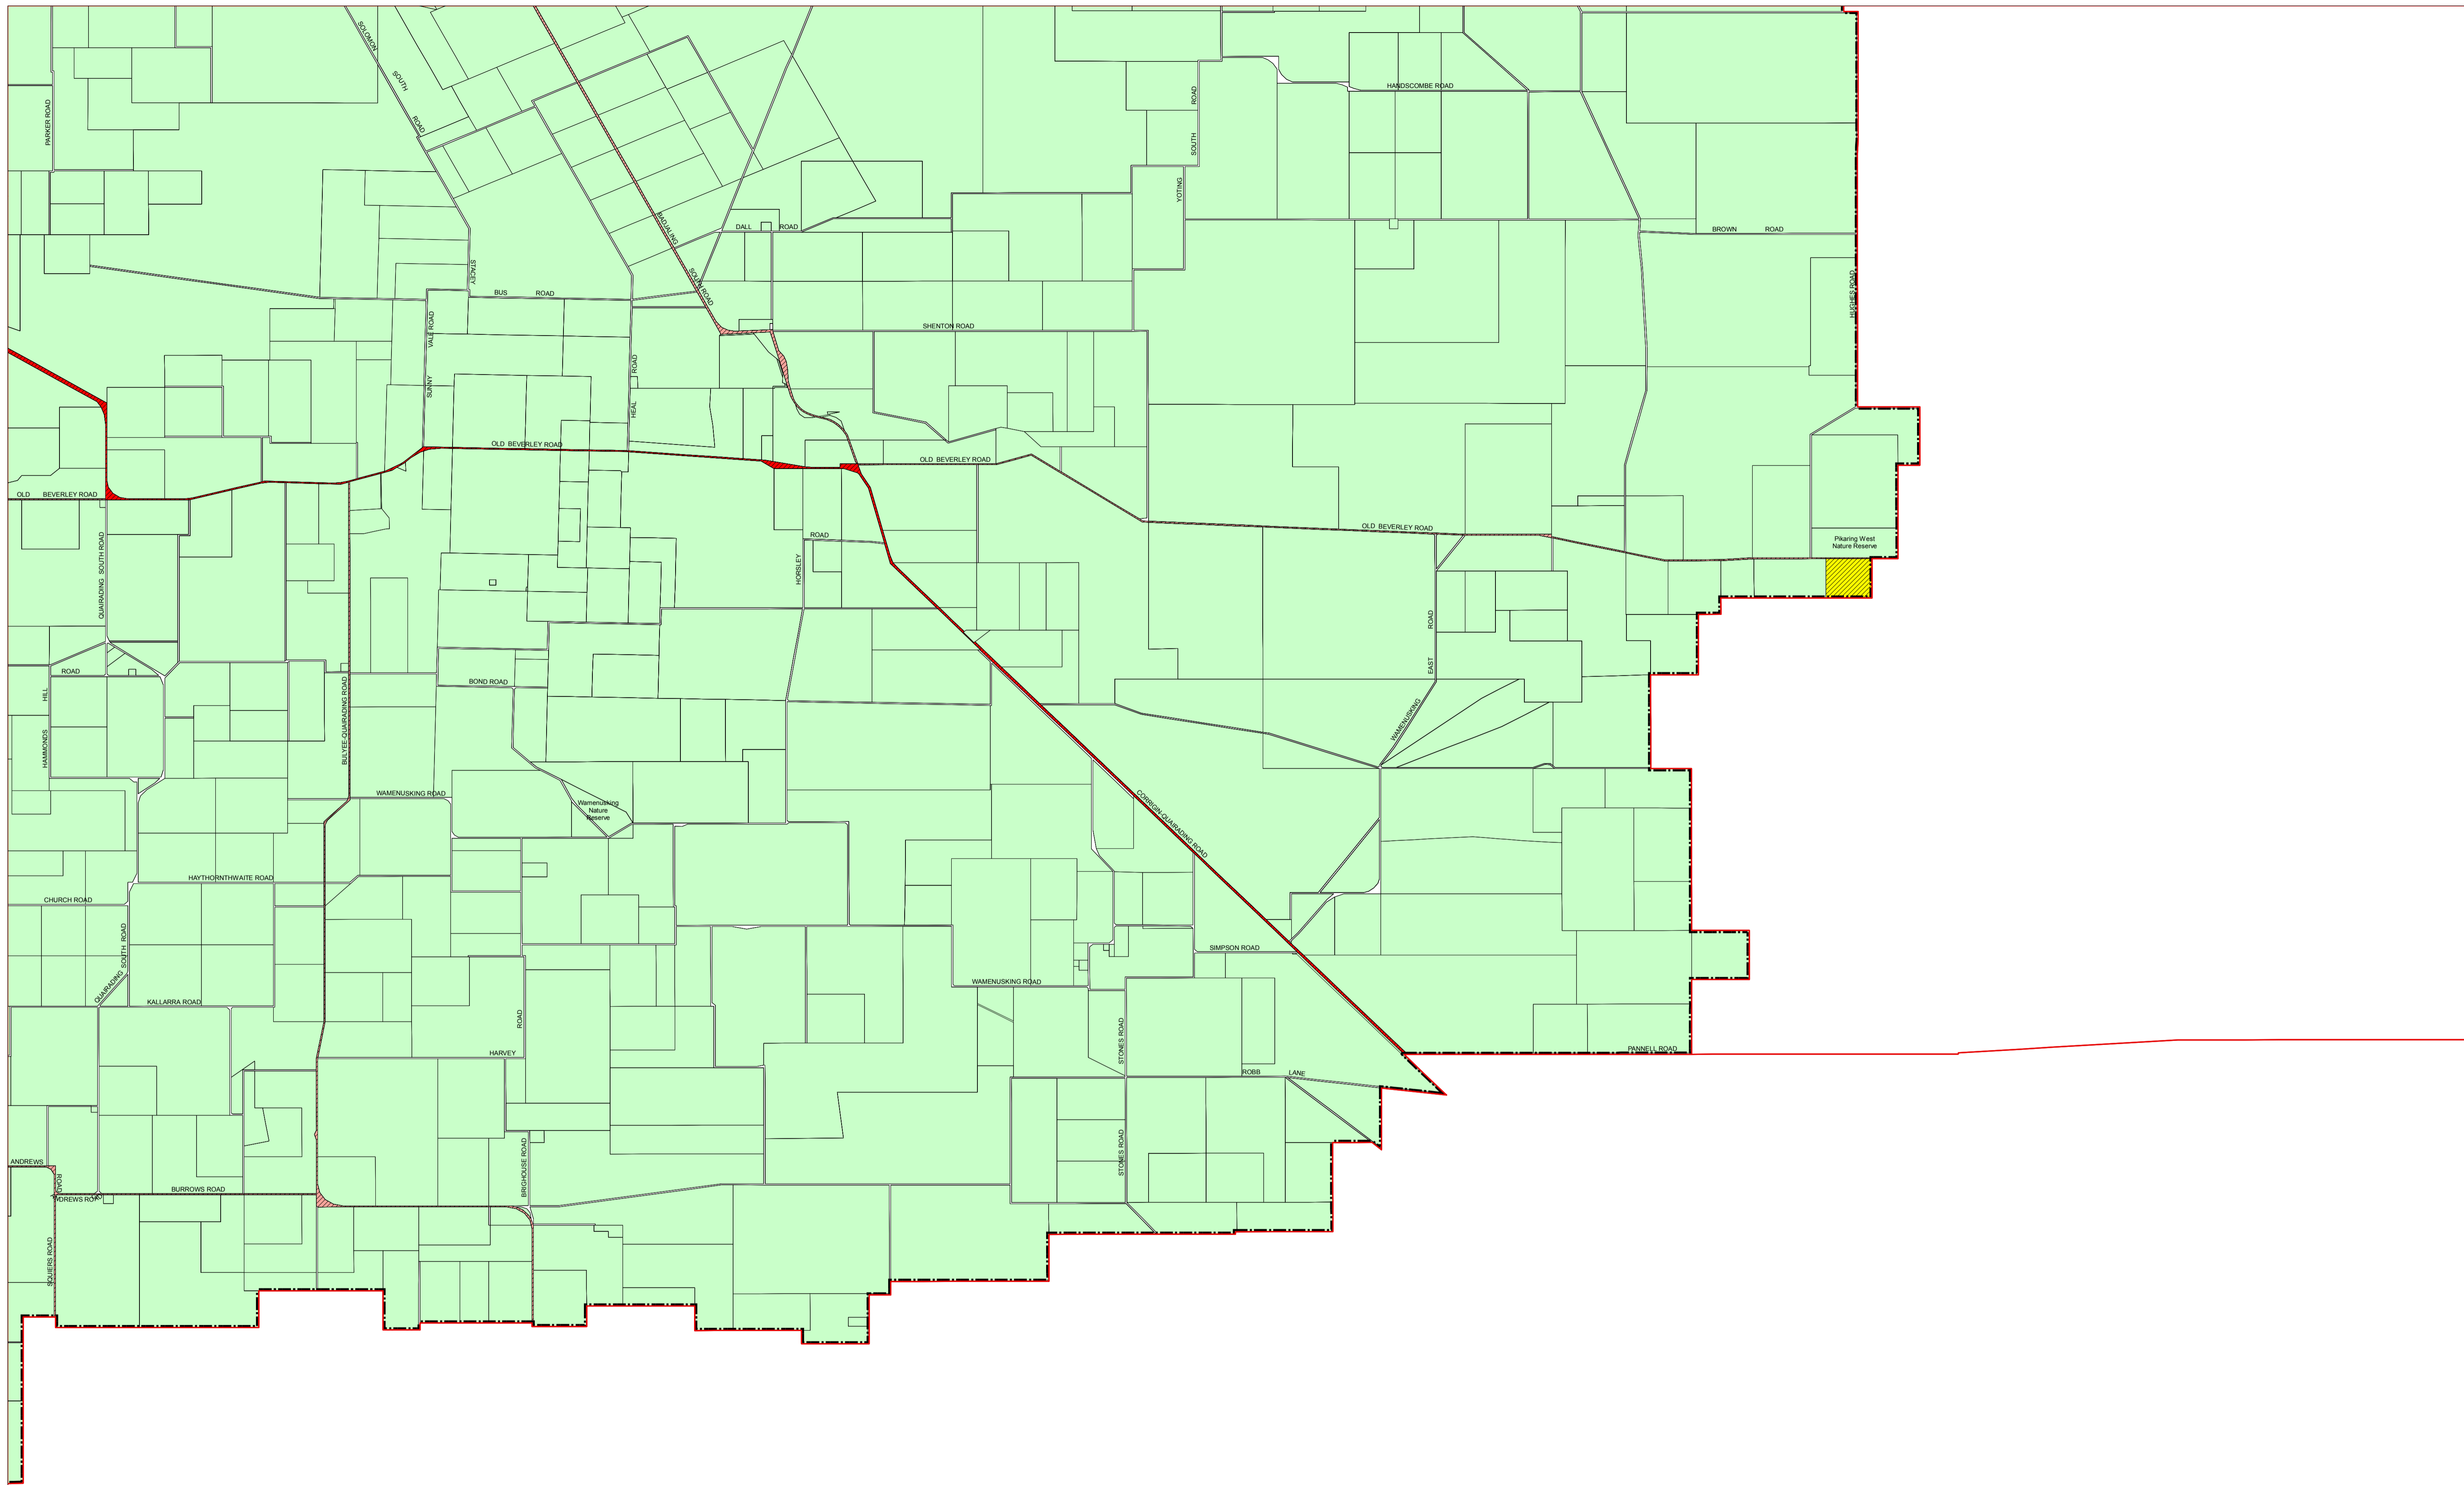 SOLOMON
SOUTH
ROAD
PARKER ROAD
HANDSCOMBE ROAD
ROAD
SOUTH
YOTING
BADJALING
SOUTH ROAD
DALL ROAD
BROWN ROAD
HUGHES ROAD
STACEY
BUS ROAD
VALE ROAD
SUNNY
ROAD
HEAL
SHENTON ROAD
OLD BEVERLEY ROAD
OLD BEVERLEY ROAD
OLD BEVERLEY ROAD
OLD BEVERLEY ROAD
QUAIRADING SOUTH ROAD
ROAD
HORSLEY
Pikaring West
Nature Reserve
ROAD
EAST
WAMENUSKING
ROAD
HILL
HAMMONDS
BOND ROAD
BULYEE-QUAIRADING ROAD
WAMENUSKING ROAD
Wamenusking
Nature
Reserve
CORRIGIN-QUAIRADING ROAD
HAYTHORNTHWAITE ROAD
CHURCH ROAD
QUAIRADING SOUTH ROAD
KALLARRA ROAD
SIMPSON ROAD
WAMENUSKING ROAD
ROAD
HARVEY
STONES ROAD
PANNELL ROAD
ROBB LANE
STONES ROAD
BRIGHOUSE ROAD
ANDREWS
ROAD
BURROWS ROAD
SQUIERS ROAD